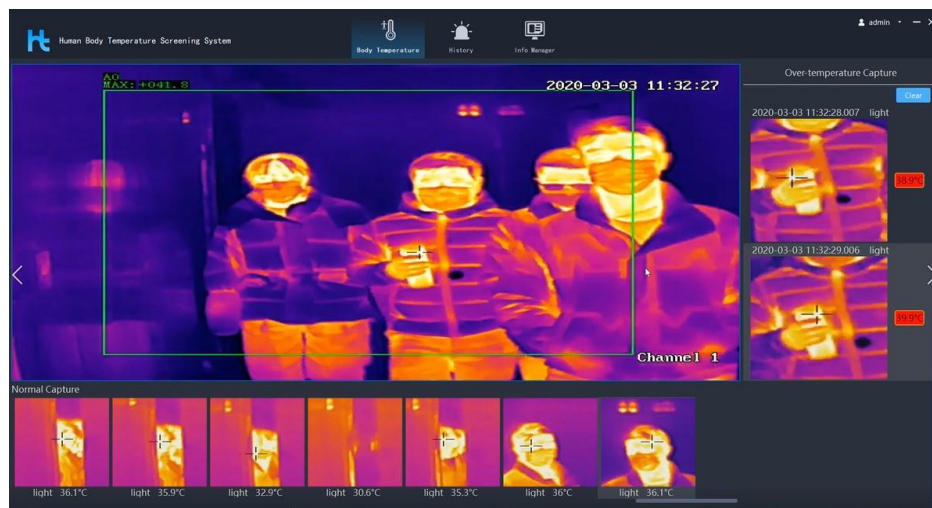 Ht Human Body Temperature Screening System
Body Temperature
History
Info Manager
admin
A0
MAX: +041.8
2020-03-03 11:32:27
Channel 1
Over-temperature Capture
Clear
2020-03-03 11:32:28.007 light
38.9°C
2020-03-03 11:32:29.006 light
39.9°C
Normal Capture
light 36.1°C
light 35.9°C
light 32.9°C
light 30.6°C
light 35.3°C
light 36°C
light 36.1°C